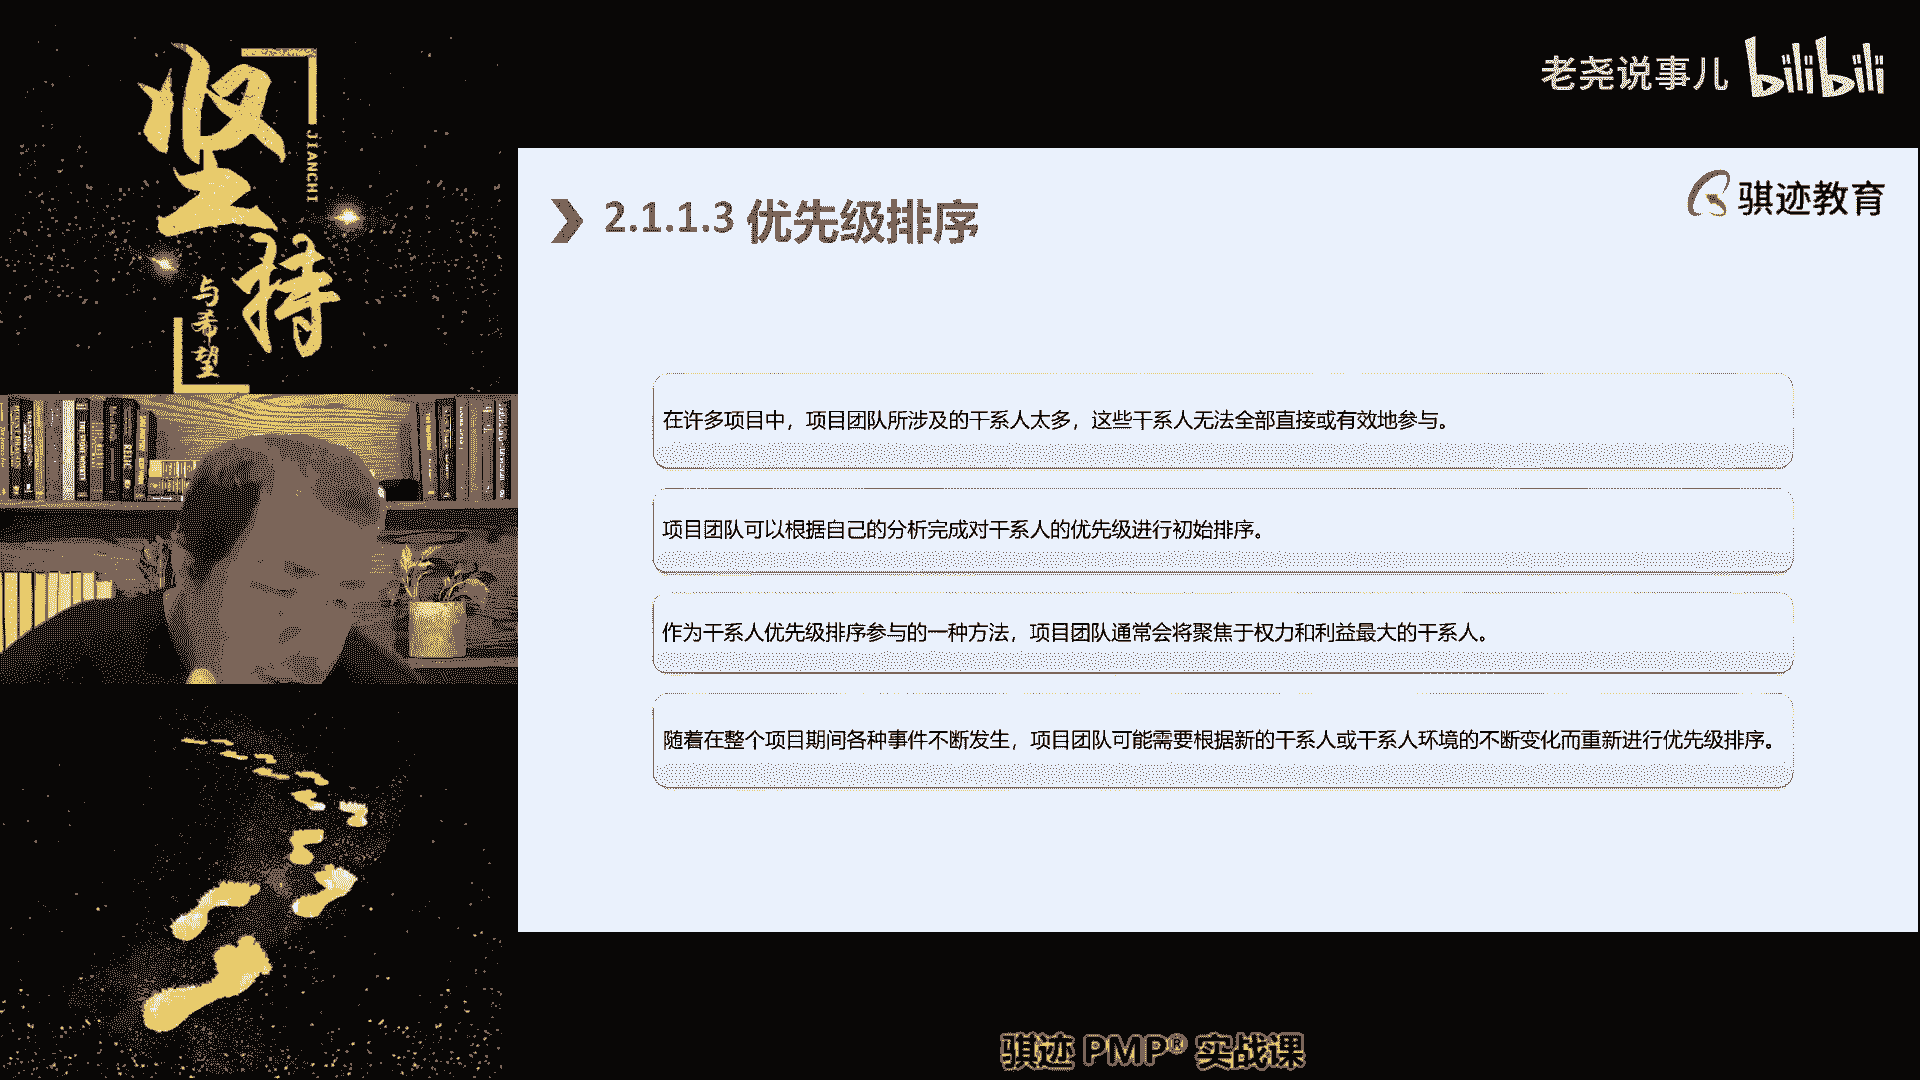 坚持
JIANCHI
与希望
老尧说事儿 bilibili
骐迹教育
2.1.1.3 优先级排序
在许多项目中，项目团队所涉及的干系人太多，这些干系人无法全部直接或有效地参与。
项目团队可以根据自己的分析完成对干系人的优先级进行初始排序。
作为干系人优先级排序参与的一种方法，项目团队通常会将聚焦于权力和利益最大的干系人。
随着在整个项目期间各种事件不断发生，项目团队可能需要根据新的干系人或干系人环境的不断变化而重新进行优先级排序。
骐迹 PMP® 实战课